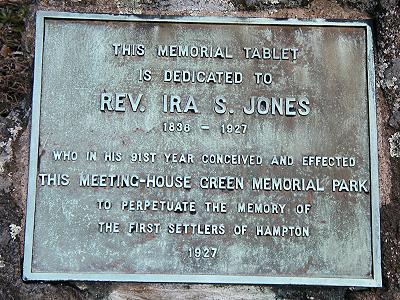 THIS MEMORIAL TABLET
IS DEDICATED TO
REV. IRA S. JONES
1836 - 1927
WHO IN HIS 91ST YEAR CONCEIVED AND EFFECTED
THIS MEETING-HOUSE GREEN MEMORIAL PARK
TO PERPETUATE THE MEMORY OF
THE FIRST SETTLERS OF HAMPTON
1927